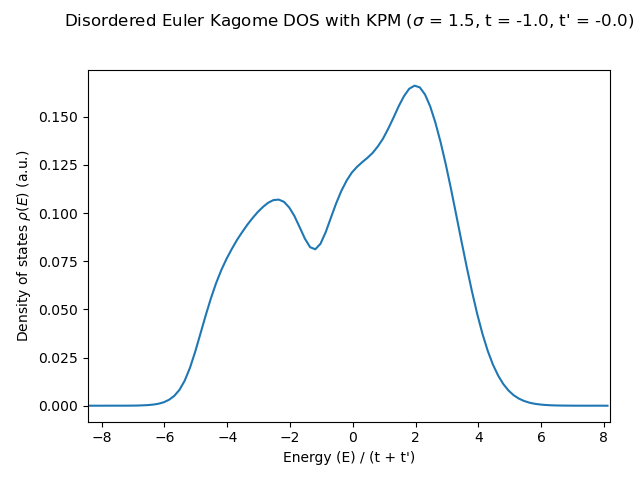 Disordered Euler Kagome DOS with KPM (σ = 1.5, t = -1.0, t' = -0.0)
Density of states ρ(E) (a.u.)
0.150
0.125
0.100
0.075
0.050
0.025
0.000
−8 −6 −4 −2 0 2 4 6 8
Energy (E) / (t + t')